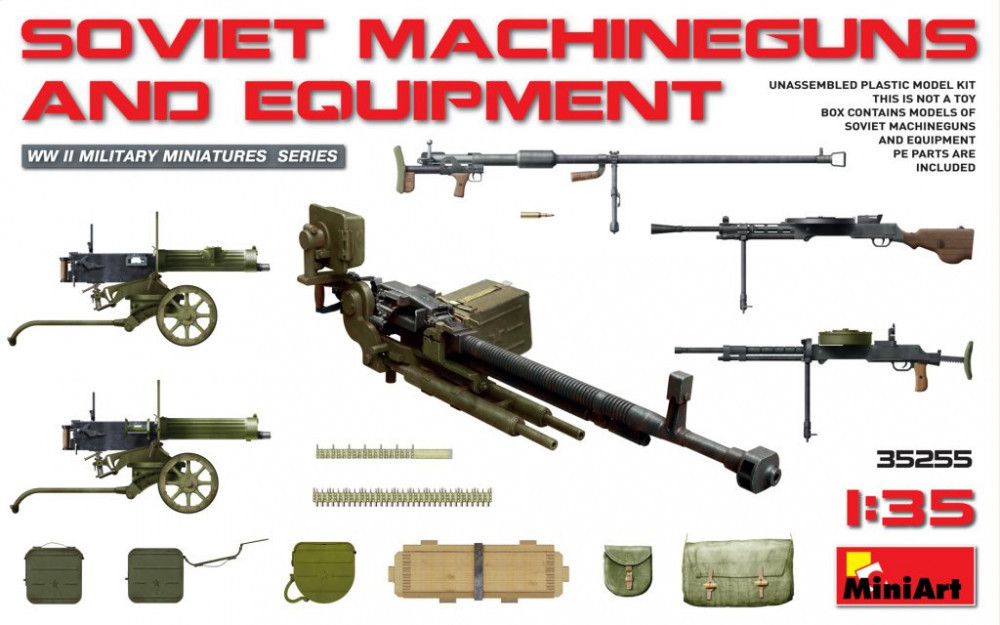 SOVIET MACHINEGUNS
AND EQUIPMENT
UNASSEMBLED PLASTIC MODEL KIT
THIS IS NOT A TOY
BOX CONTAINS MODELS OF
SOVIET MACHINEGUNS
AND EQUIPMENT
PE PARTS ARE
INCLUDED
WW II MILITARY MINIATURES SERIES
35255
1:35
MiniArt